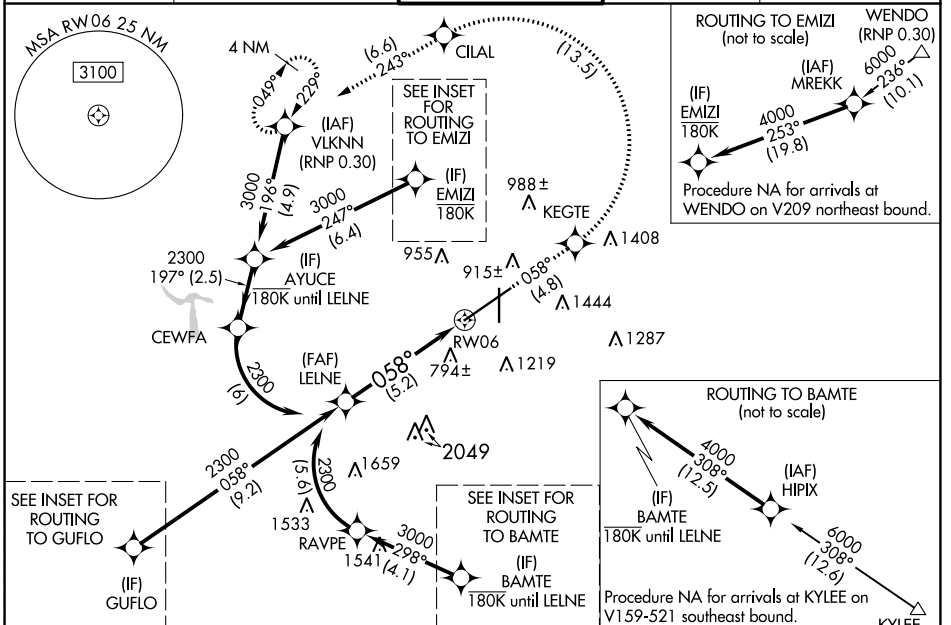 MSA RW06 25 NM
3100
4 NM
049°
229°
(IAF)
VLKNN
(RNP 0.30)
3000
196°
(4.9)
(6.6)
243°
CILAL
(13.5)
SEE INSET
FOR
ROUTING
TO EMIZI
(IF)
EMIZI
180K
3000
247°
(6.4)
988±
KEGTE
1408
955
915±
058°
(4.8)
1444
1287
2300
197° (2.5)
(IF)
AYUCE
180K until LELNE
CEWFA
2300
(6)
(FAF)
LELNE
058°
(5.2)
RW06
794±
1219
2049
2300
058°
(9.2)
2300
(5.6)
1659
1533
RAVPE
1541
3000
298°
(4.1)
SEE INSET FOR
ROUTING
TO GUFLO
(IF)
GUFLO
SEE INSET FOR
ROUTING
TO BAMTE
(IF)
BAMTE
180K until LELNE
ROUTING TO EMIZI
(not to scale)
WENDO
(RNP 0.30)
6000
236°
(10.1)
(IAF)
MREKK
(IF)
EMIZI
180K
4000
253°
(19.8)
Procedure NA for arrivals at
WENDO on V209 northeast bound.
ROUTING TO BAMTE
(not to scale)
4000
308°
(12.5)
(IAF)
HIPIX
(IF)
BAMTE
180K until LELNE
6000
308°
(12.6)
Procedure NA for arrivals at KYLEE on
V159-521 southeast bound.
KYLEE